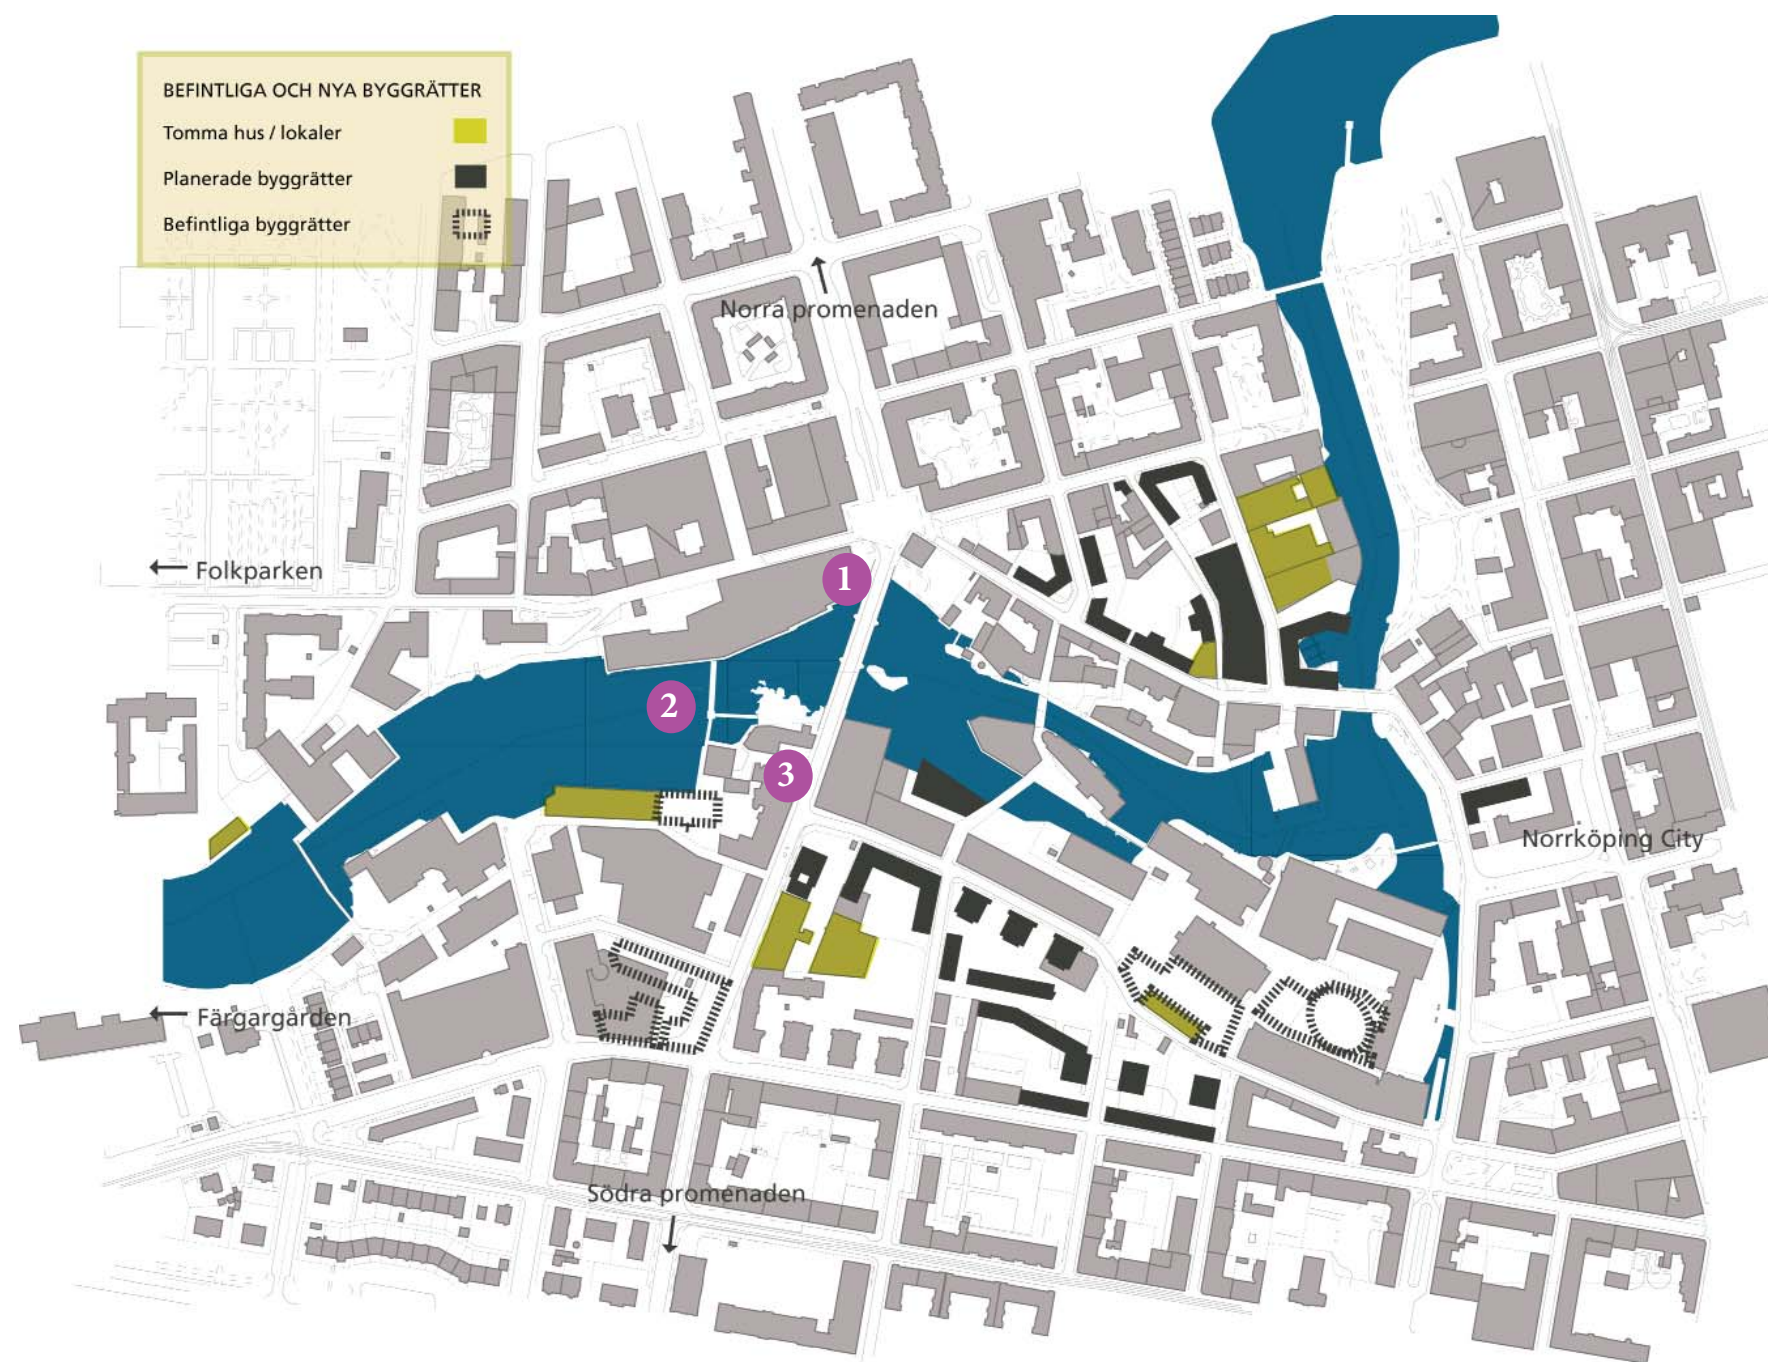 BEFINTLIGA OCH NYA BYGGRÄTTER
Tomma hus / lokaler
Planerade byggrätter
Befintliga byggrätter
Norra promenaden
Folkparken
1
2
3
Norrköping City
Färgargården
Södra promenaden